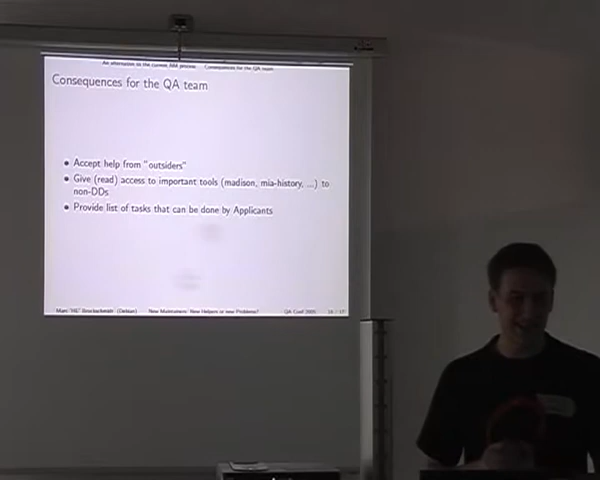 An alternative to the current NM process Consequences for the QA team
Consequences for the QA team
• Accept help from "outsiders"
• Give (read) access to important tools (madison, mia-history, ...) to
non-DDs
• Provide list of tasks that can be done by Applicants
Marc 'HE' Brockschmidt (Debian) New Maintainers: New Helpers or new Problems? QA Conf 2005